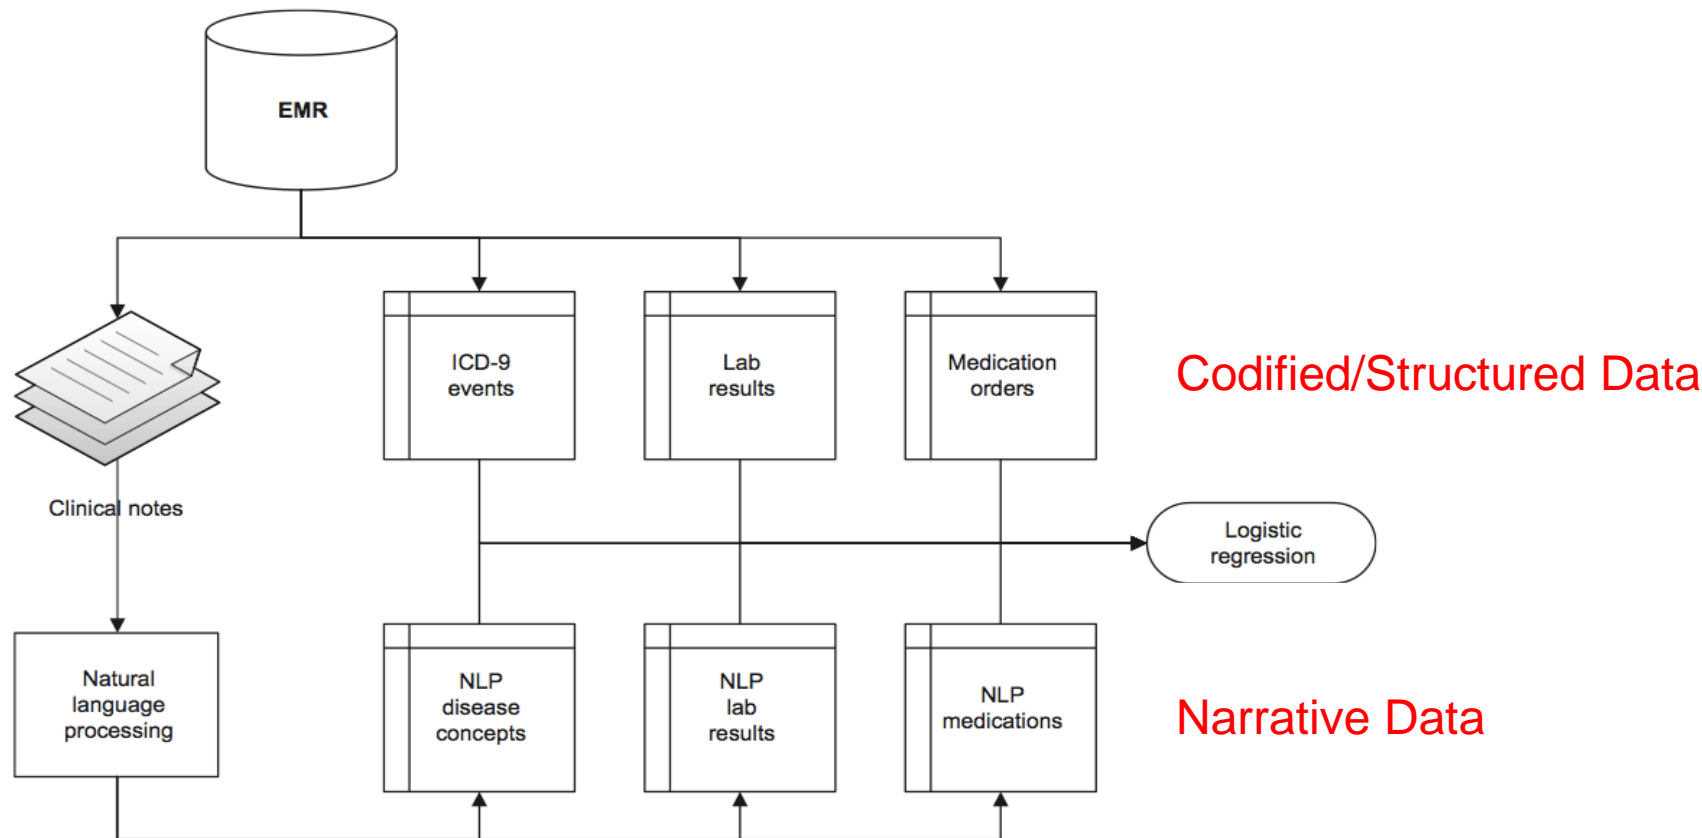 EMR
ICD-9
events
Lab
results
Medication
orders
Codified/Structured Data
Clinical notes
Logistic
regression
Natural
language
processing
NLP
disease
concepts
NLP
lab
results
NLP
medications
Narrative Data